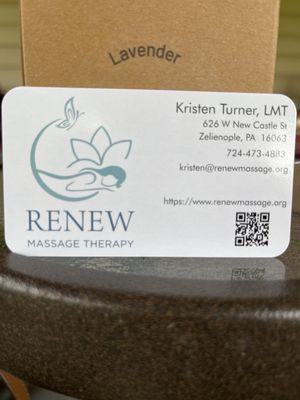 Lavender
Kristen Turner, LMT
626 W New Castle St
Zelienople, PA 16063
724-473-4883
kristen@renewmassage.org
https://www.renewmassage.org
RENEW
MASSAGE THERAPY